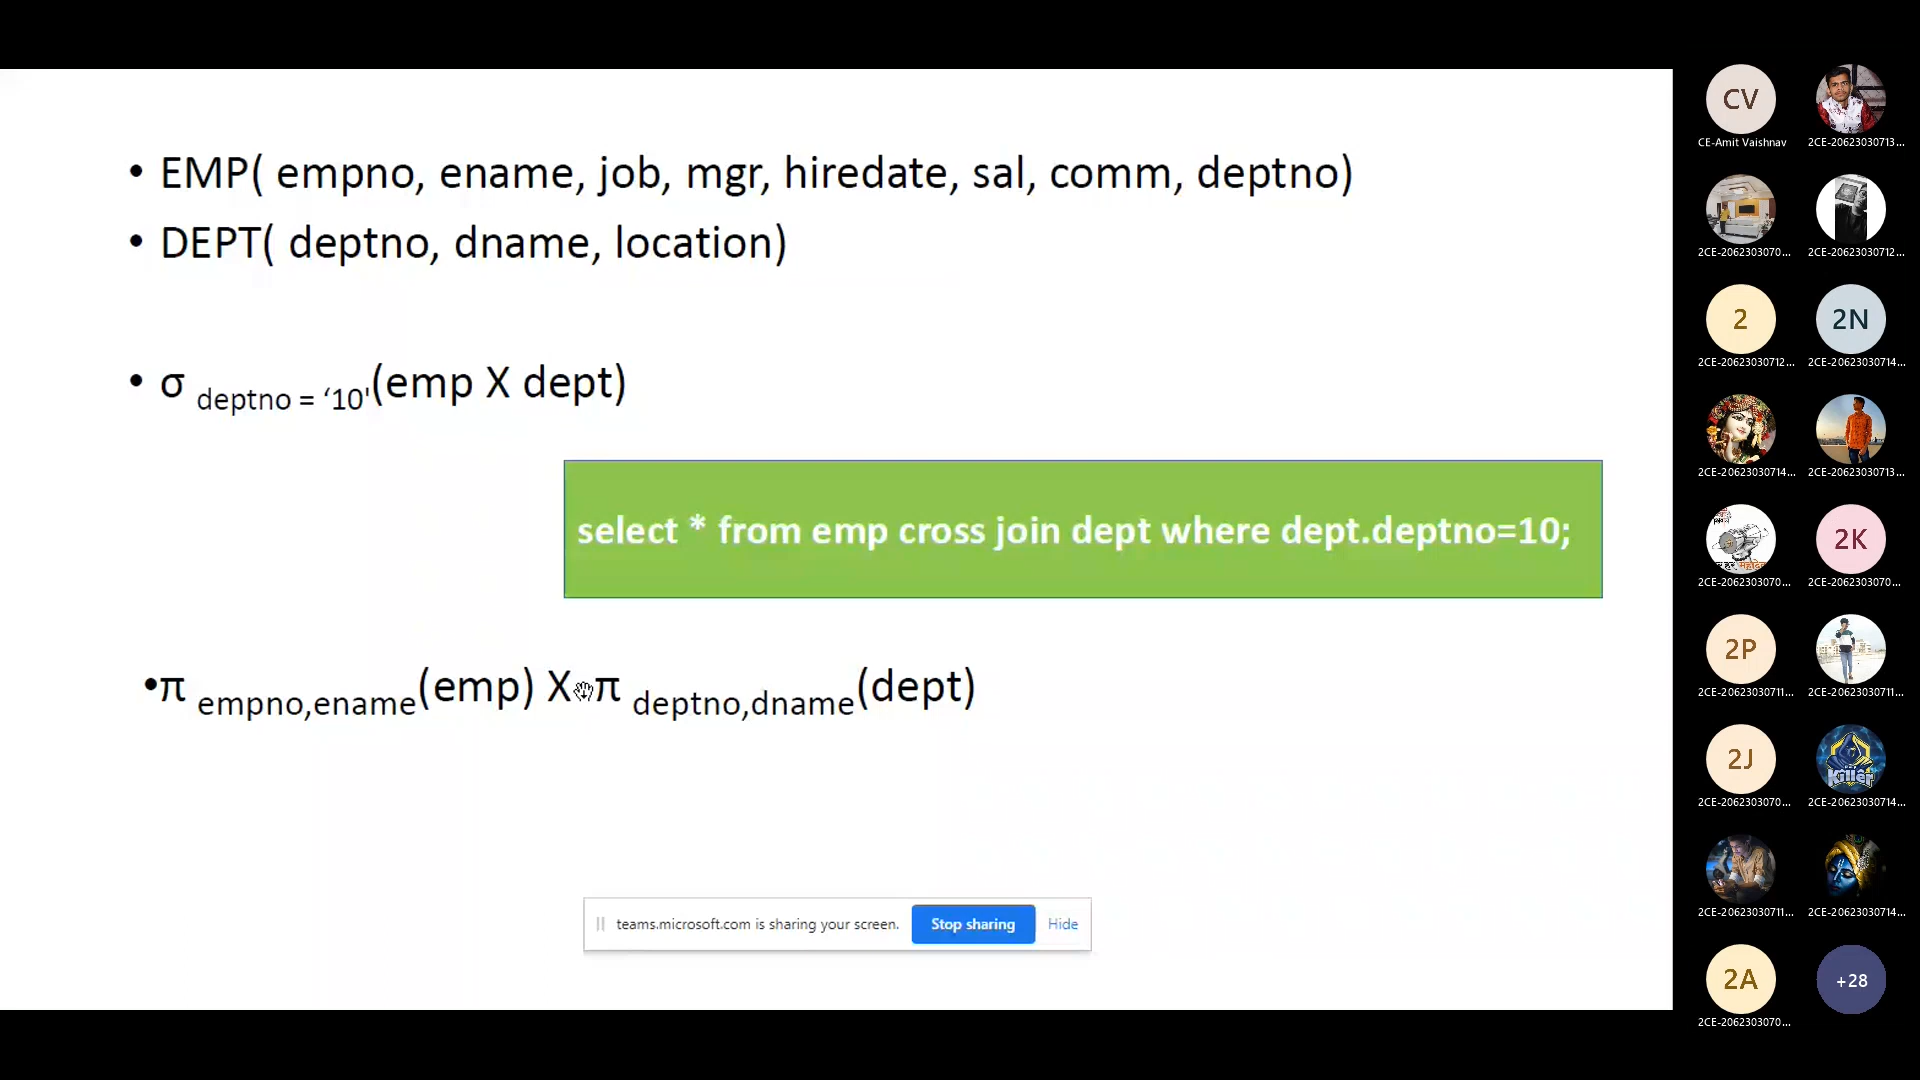 • EMP( empno, ename, job, mgr, hiredate, sal, comm, deptno)
• DEPT( deptno, dname, location)
• σ deptno = ‘10'(emp X dept)
select * from emp cross join dept where dept.deptno=10;
•π empno,ename(emp) X π deptno,dname(dept)
teams.microsoft.com is sharing your screen. Stop sharing Hide
CV
CE-Amit Vaishnav 2CE-20623030713...
2CE-2062303070... 2CE-20623030712...
2 2N
2CE-20623030712... 2CE-20623030714...
2CE-20623030714... 2CE-20623030713...
2K
2CE-2062303070... 2CE-2062303070...
2P
2CE-20623030711... 2CE-20623030711...
2J Killer
2CE-2062303070... 2CE-20623030714...
2CE-20623030711... 2CE-20623030714...
2A +28
2CE-2062303070...